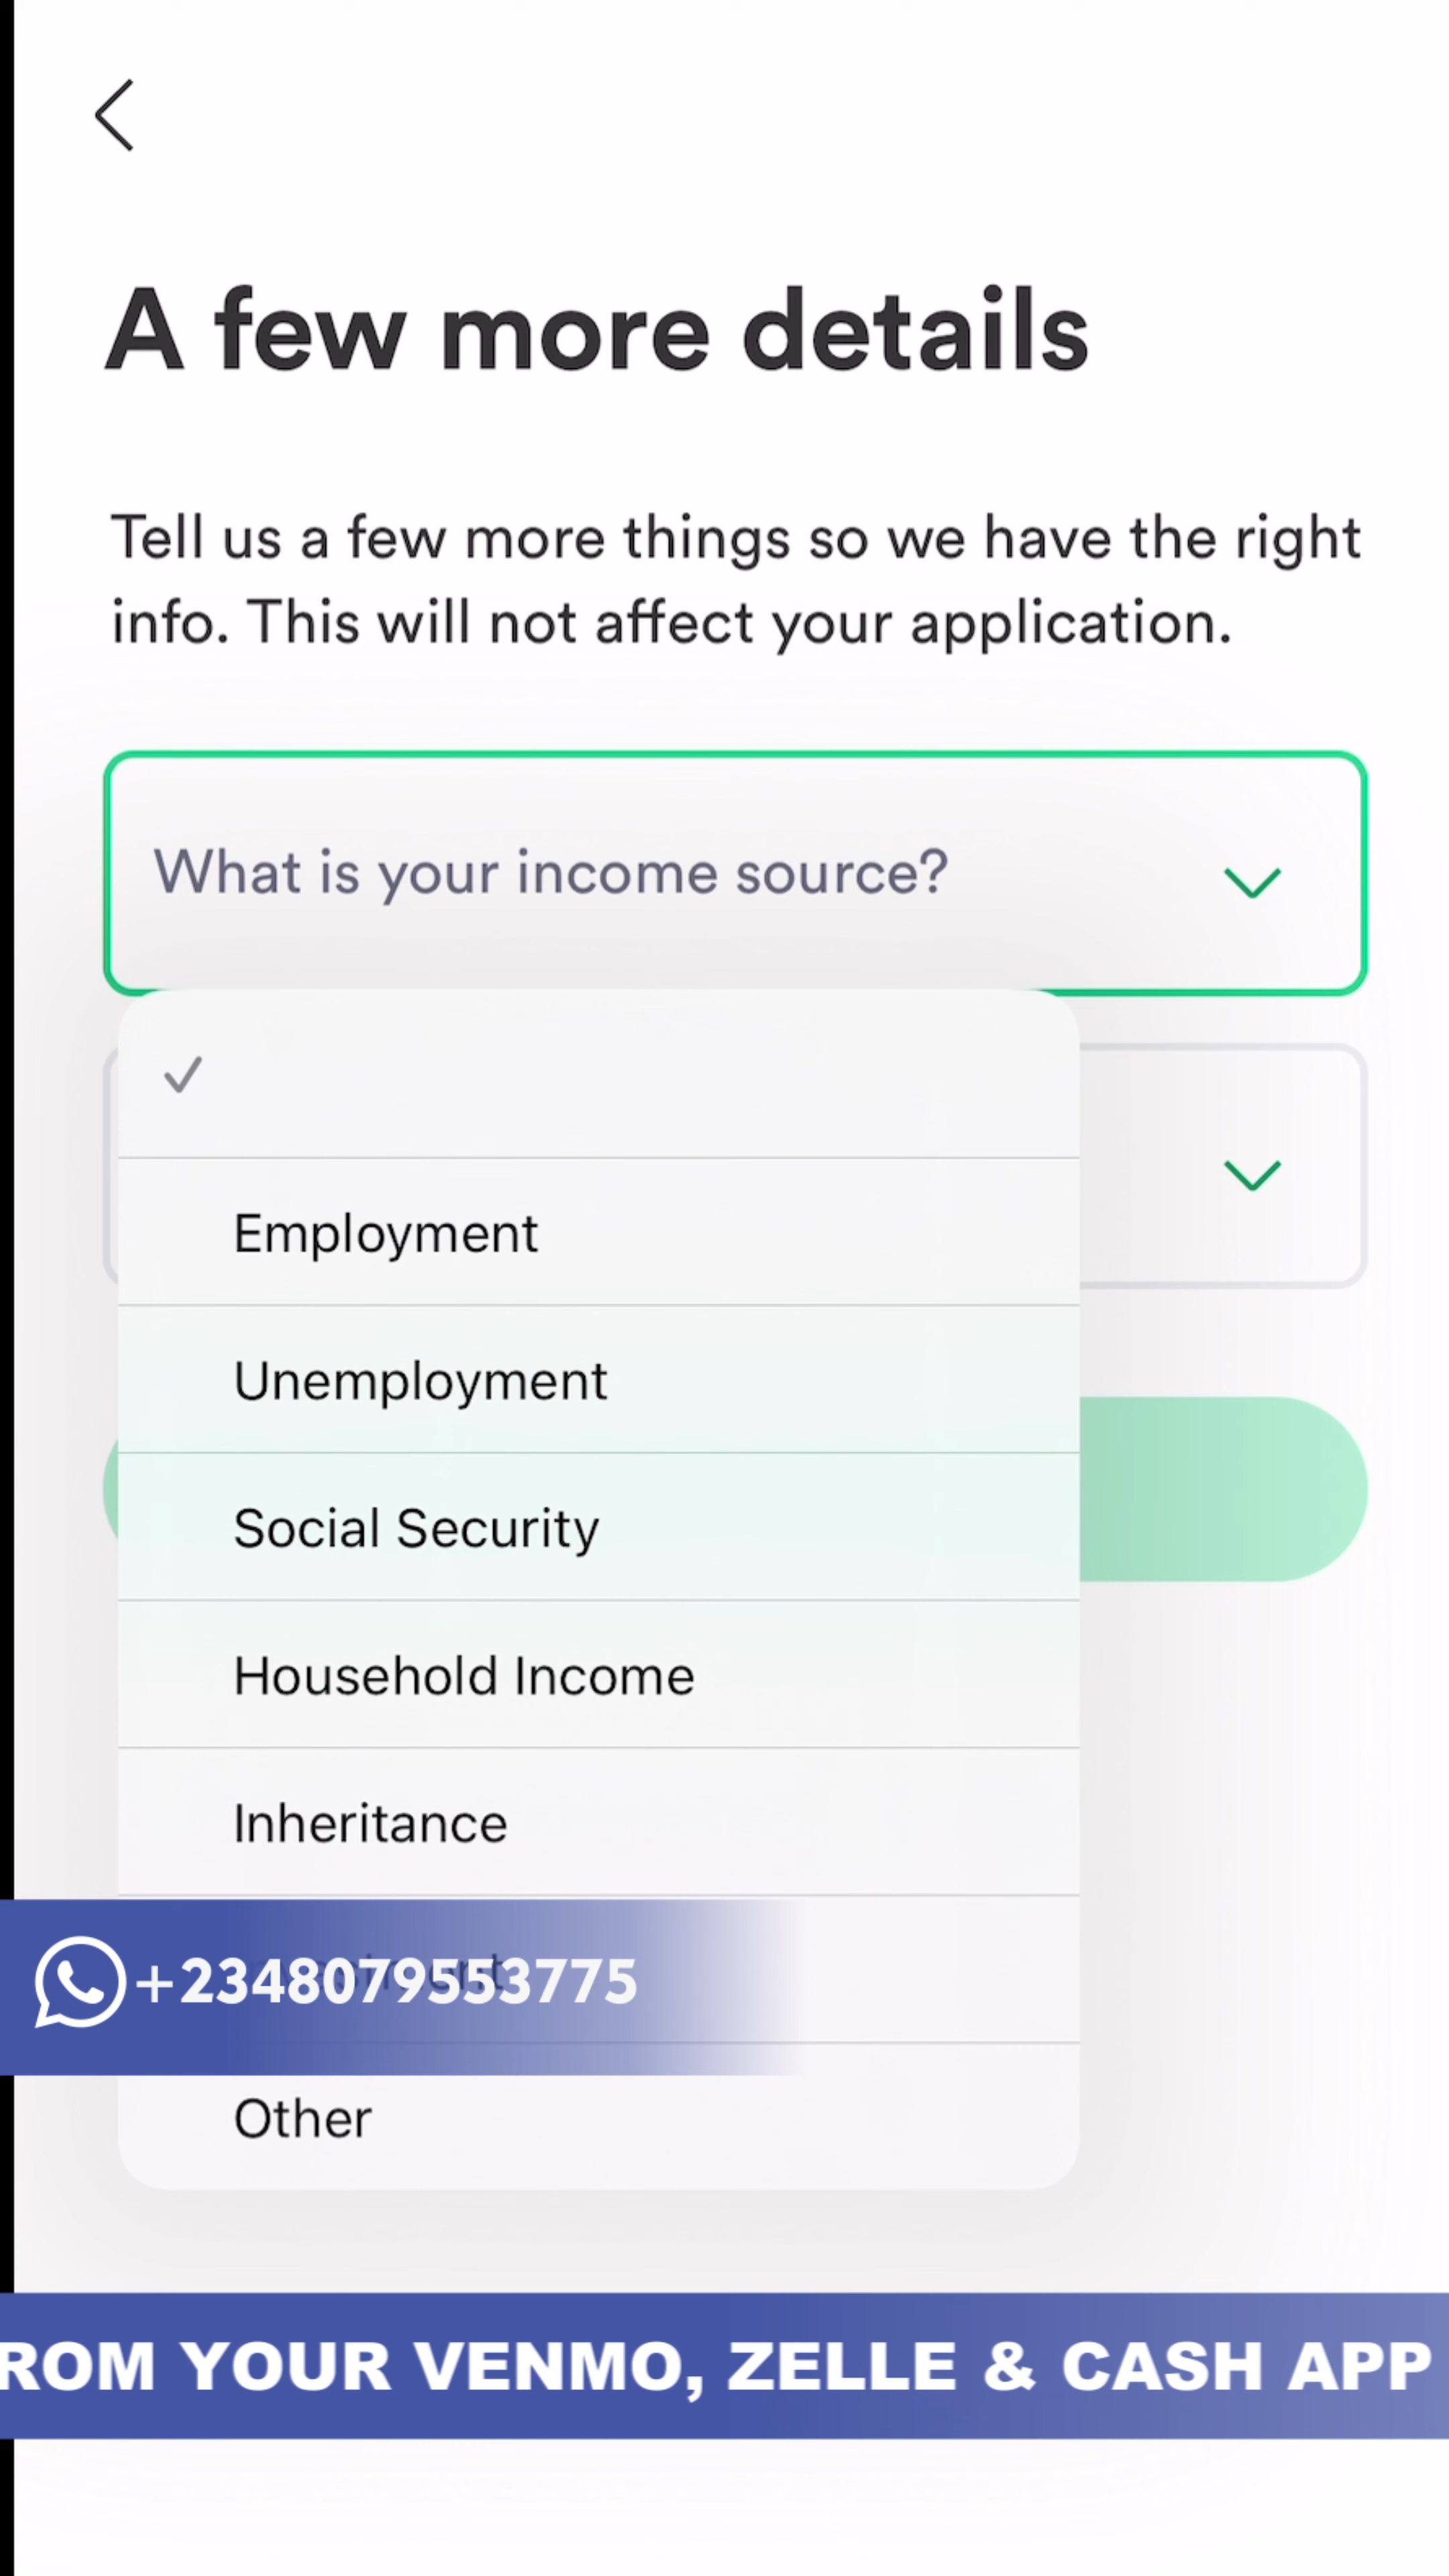 A few more details
Tell us a few more things so we have the right
info. This will not affect your application.
What is your income source?
Employment
Unemployment
Social Security
Household Income
Inheritance
+2348079553775
Other
ROM YOUR VENMO, ZELLE & CASH APP